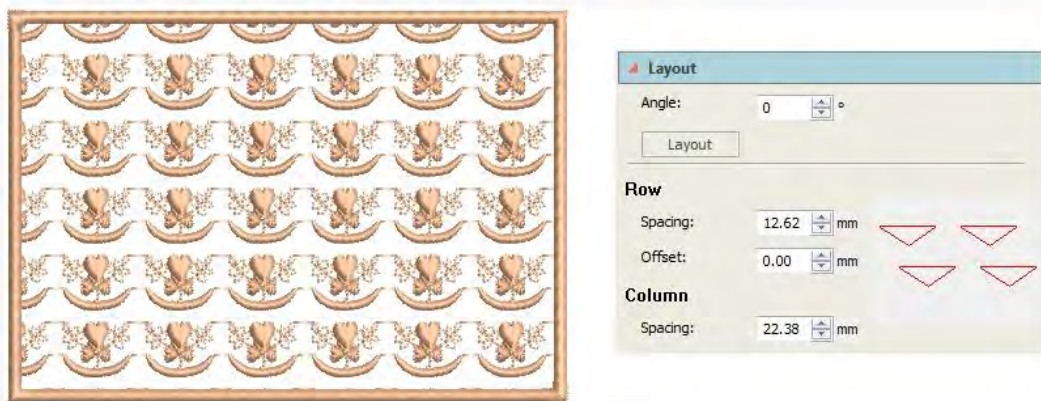 Layout
Angle: 0 °
Layout
Row
Spacing: 12.62 mm
Offset: 0.00 mm
Column
Spacing: 22.38 mm